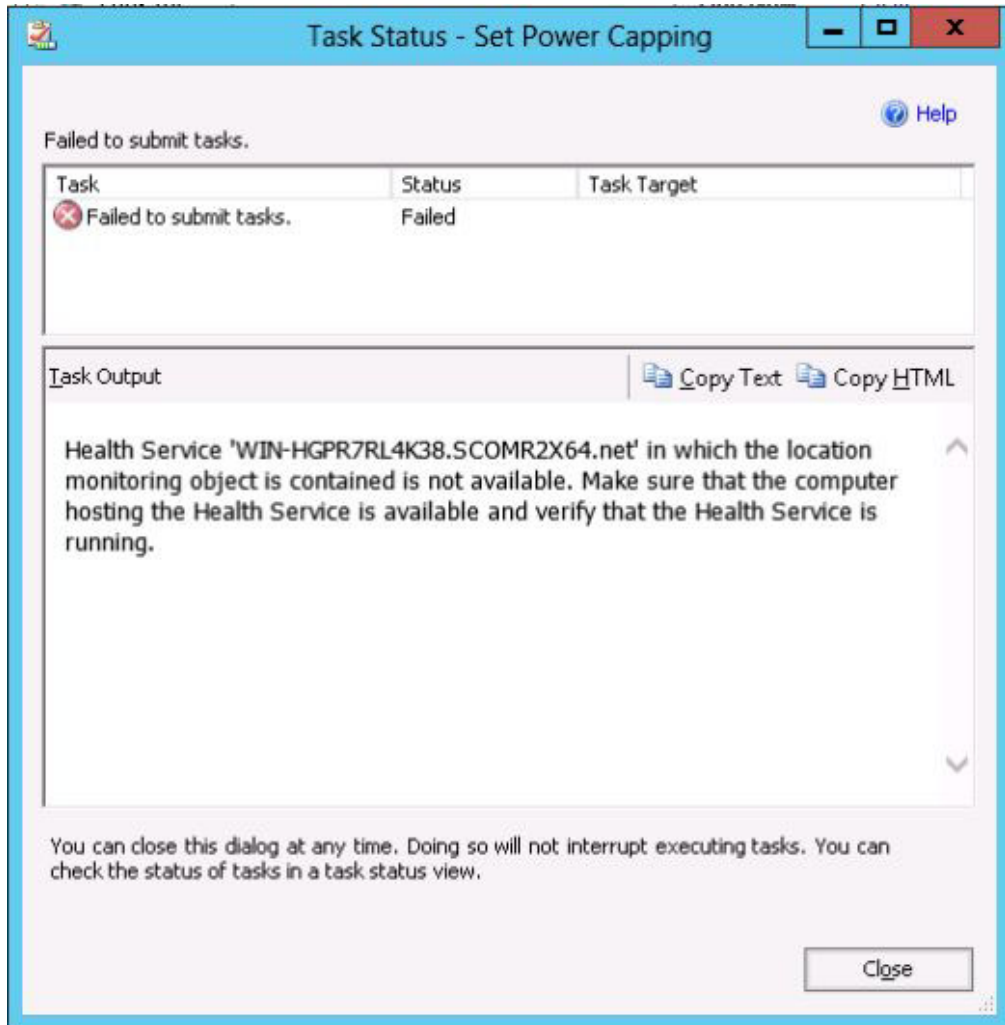 Task Status - Set Power Capping
Help
Failed to submit tasks.
Task Status Task Target
Failed to submit tasks. Failed
Task Output Copy Text Copy HTML
Health Service 'WIN-HGPR7RL4K38.SCOMR2X64.net' in which the location
monitoring object is contained is not available. Make sure that the computer
hosting the Health Service is available and verify that the Health Service is
running.
You can close this dialog at any time. Doing so will not interrupt executing tasks. You can
check the status of tasks in a task status view.
Close